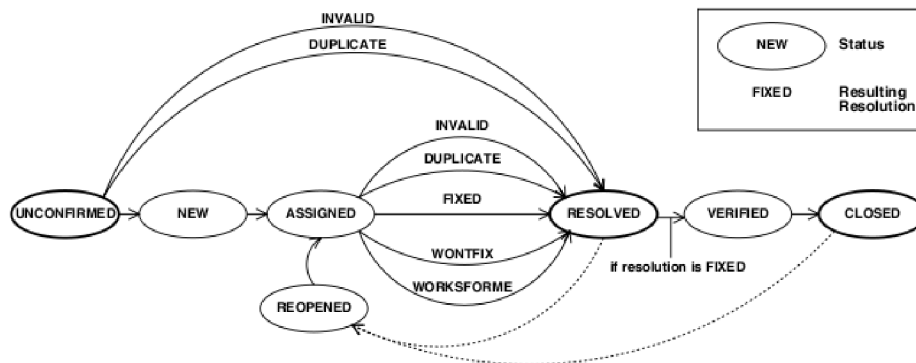 INVALID
DUPLICATE
NEW
Status
FIXED
Resulting
Resolution
INVALID
DUPLICATE
FIXED
UNCONFIRMED
NEW
ASSIGNED
RESOLVED
VERIFIED
CLOSED
WONTFIX
if resolution is FIXED
WORKSFORME
REOPENED